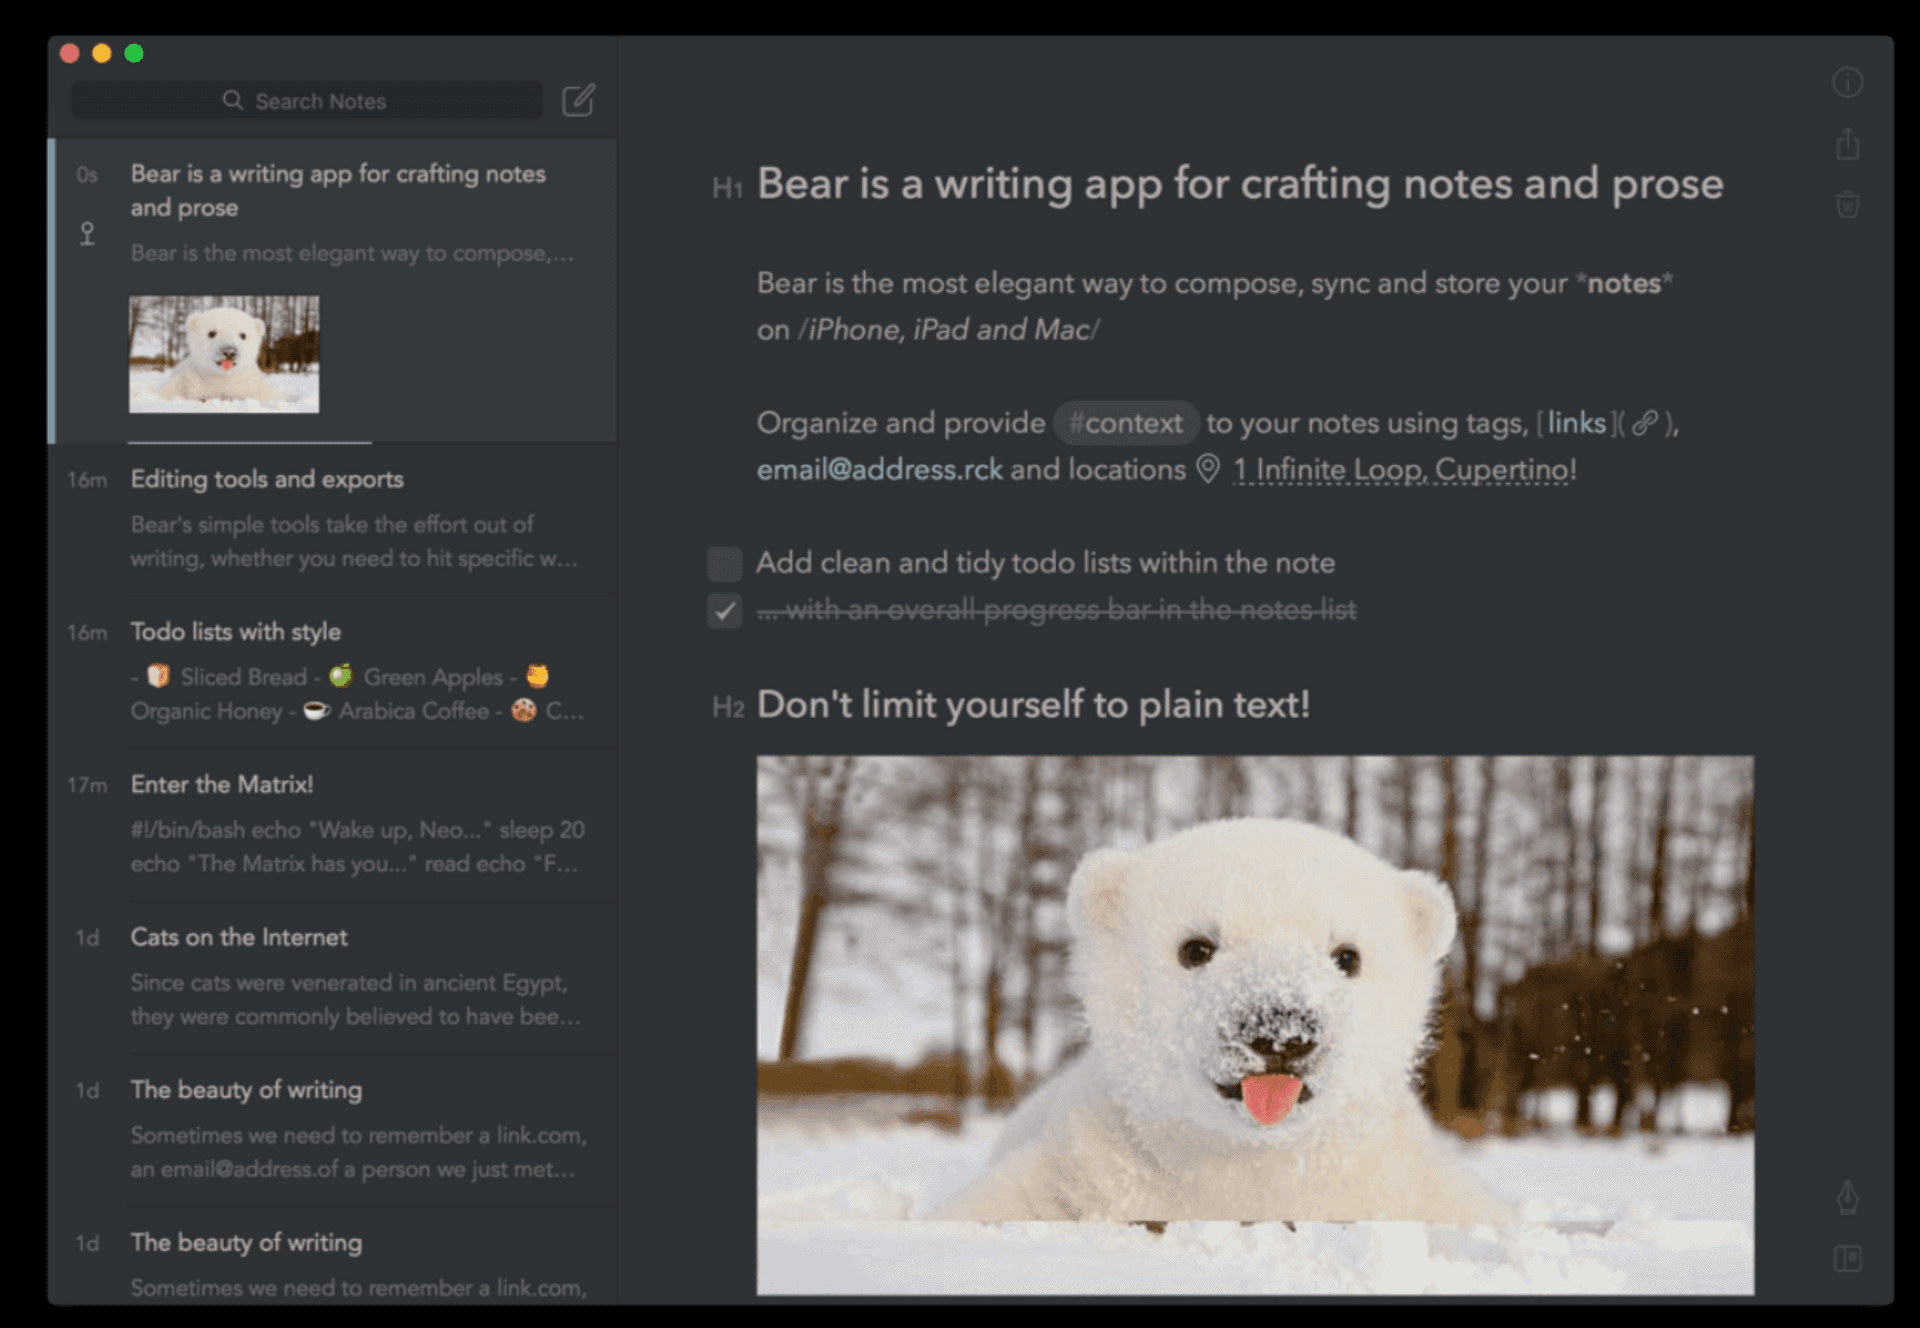 Search Notes
0s
Bear is a writing app for crafting notes
and prose
Bear is the most elegant way to compose,...
16m
Editing tools and exports
Bear's simple tools take the effort out of
writing, whether you need to hit specific w...
16m
Todo lists with style
- 🍞 Sliced Bread - 🍏 Green Apples - 🍯
Organic Honey - ☕ Arabica Coffee - 🍪 C...
17m
Enter the Matrix!
#!/bin/bash echo "Wake up, Neo..." sleep 20
echo "The Matrix has you..." read echo "F...
1d
Cats on the Internet
Since cats were venerated in ancient Egypt,
they were commonly believed to have bee...
1d
The beauty of writing
Sometimes we need to remember a link.com,
an email@address.of a person we just met...
1d
The beauty of writing
Sometimes we need to remember a link.com,
H1 Bear is a writing app for crafting notes and prose
Bear is the most elegant way to compose, sync and store your *notes*
on /iPhone, iPad and Mac/
Organize and provide #context to your notes using tags, [links](),
email@address.rck and locations 1 Infinite Loop, Cupertino!
Add clean and tidy todo lists within the note
... with an overall progress bar in the notes list
H2 Don't limit yourself to plain text!